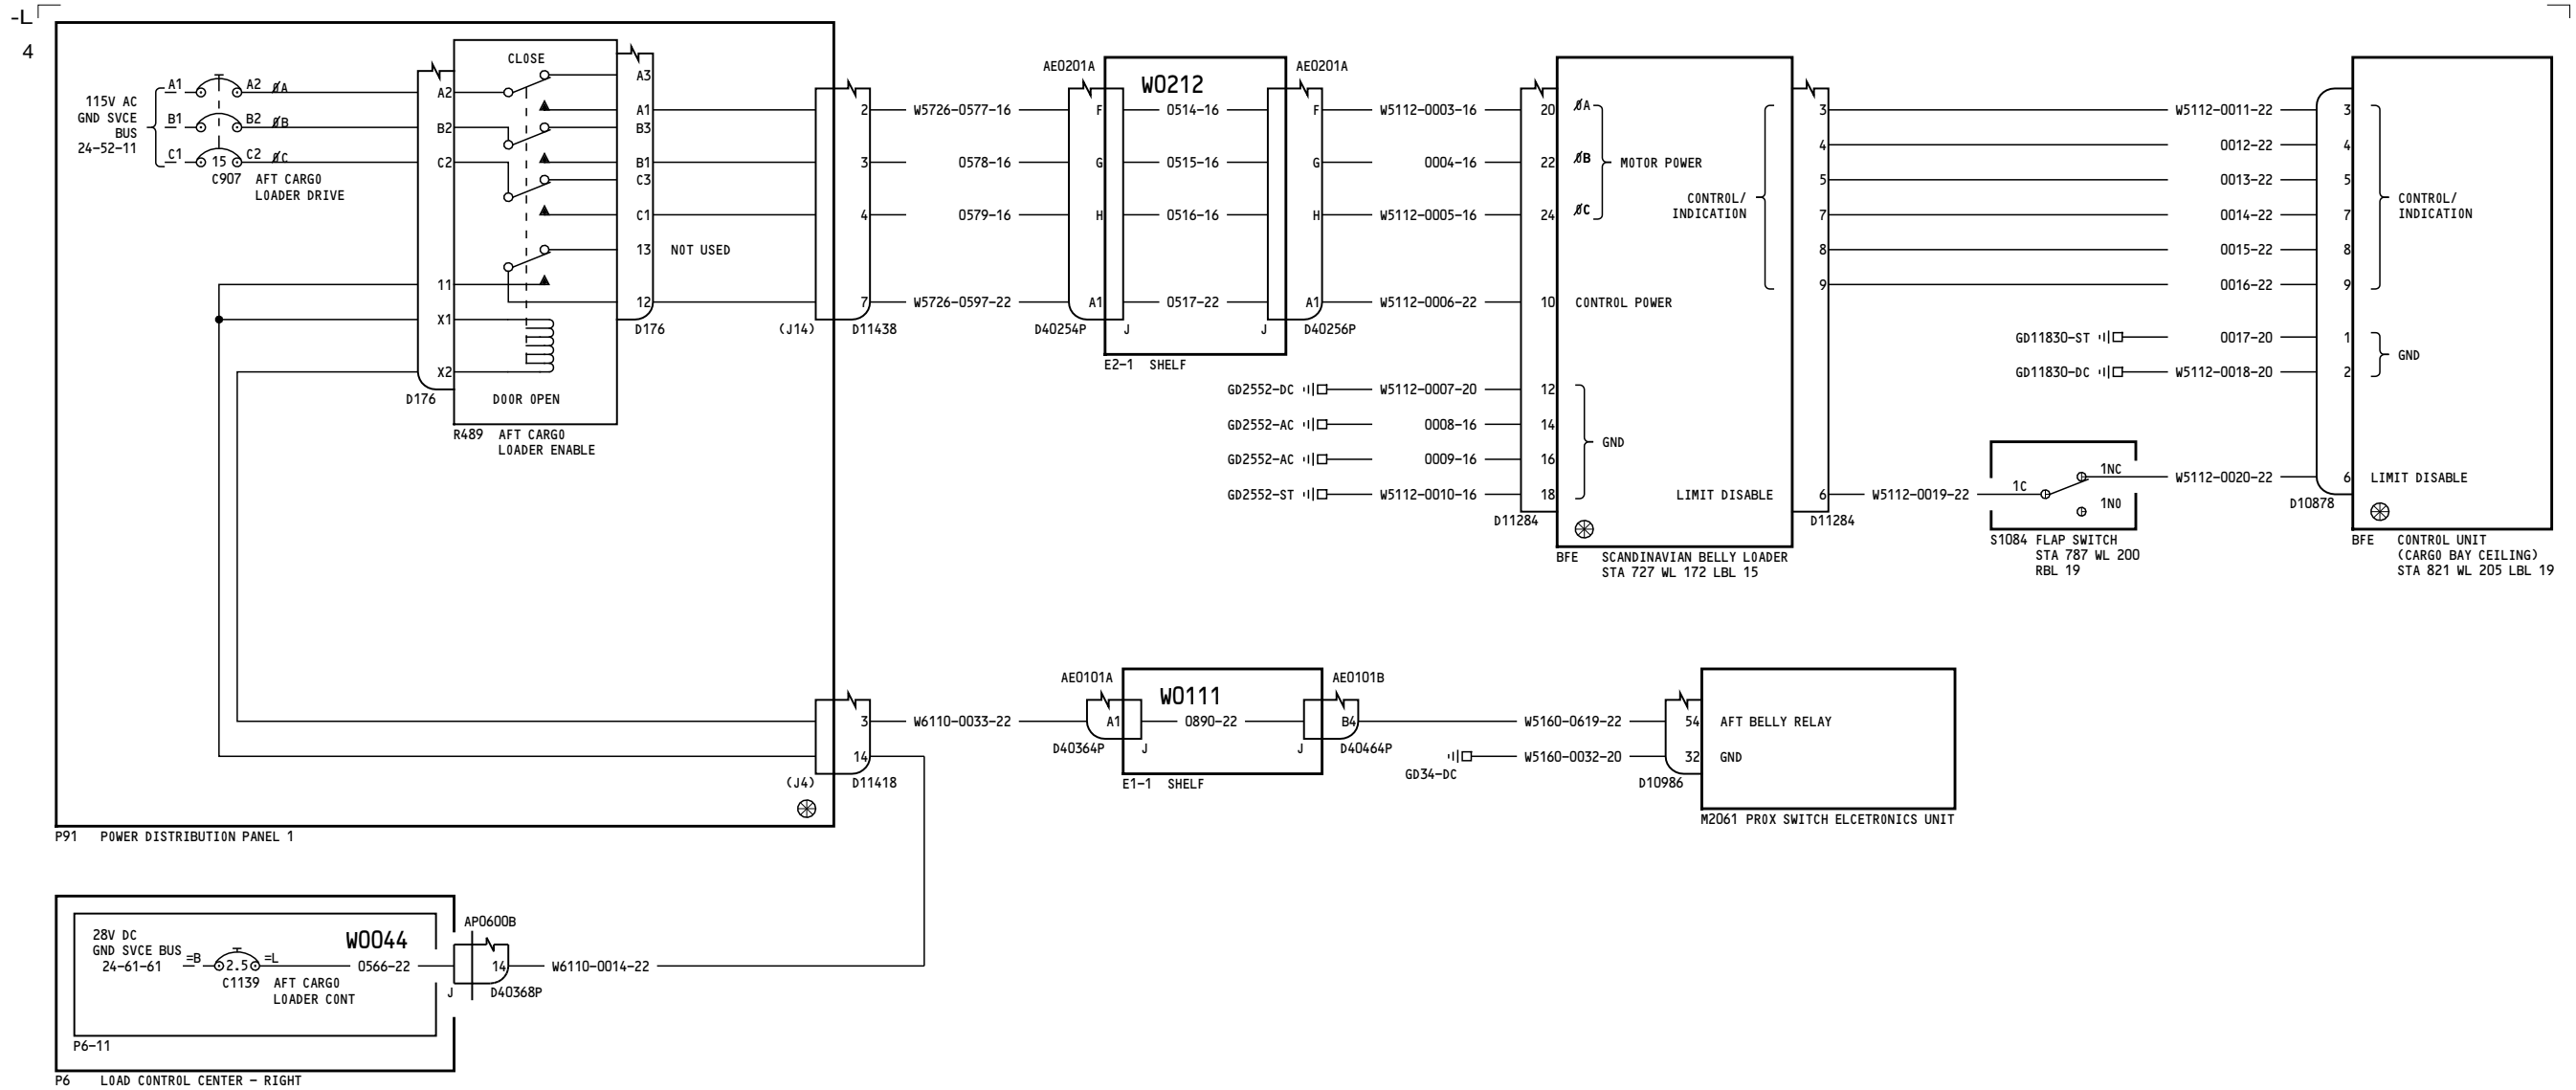 -L
4
115V AC
GND SVCE
BUS
24-52-11
A1
A2
ØA
B1
B2
ØB
C1
15
C2
ØC
C907
AFT CARGO
LOADER DRIVE
CLOSE
A2
B2
C2
11
X1
X2
D176
A3
A1
B3
B1
C3
C1
13
NOT USED
12
D176
DOOR OPEN
R489
AFT CARGO
LOADER ENABLE
2
3
4
7
(J14)
D11438
W5726-0577-16
0578-16
0579-16
W5726-0597-22
AE0201A
F
G
H
A1
D40254P
J
W0212
0514-16
0515-16
0516-16
0517-22
E2-1 SHELF
AE0201A
F
G
H
A1
J
D40256P
W5112-0003-16
0004-16
W5112-0005-16
W5112-0006-22
GD2552-DC
W5112-0007-20
GD2552-AC
0008-16
GD2552-AC
0009-16
GD2552-ST
W5112-0010-16
20
22
24
10
12
14
16
18
D11284
ØA
ØB
ØC
MOTOR POWER
CONTROL POWER
GND
CONTROL/
INDICATION
LIMIT DISABLE
BFE
SCANDINAVIAN BELLY LOADER
STA 727 WL 172 LBL 15
3
4
5
7
8
9
6
D11284
W5112-0011-22
0012-22
0013-22
0014-22
0015-22
0016-22
GD11830-ST
0017-20
GD11830-DC
W5112-0018-20
W5112-0019-22
1C
1NC
1NO
S1084 FLAP SWITCH
STA 787 WL 200
RBL 19
W5112-0020-22
3
4
5
7
8
9
1
2
6
D10878
CONTROL/
INDICATION
GND
LIMIT DISABLE
BFE
CONTROL UNIT
(CARGO BAY CEILING)
STA 821 WL 205 LBL 19
3
14
(J4)
D11418
P91
POWER DISTRIBUTION PANEL 1
W6110-0033-22
AE0101A
A1
D40364P
J
W0111
0890-22
E1-1 SHELF
AE0101B
B4
J
D40464P
W5160-0619-22
GD34-DC
W5160-0032-20
54
32
D10986
AFT BELLY RELAY
GND
M2061 PROX SWITCH ELCETRONICS UNIT
28V DC
GND SVCE BUS
24-61-61
=B
2.5
=L
C1139
AFT CARGO
LOADER CONT
W0044
0566-22
AP0600B
14
J
D40368P
W6110-0014-22
P6-11
P6
LOAD CONTROL CENTER - RIGHT